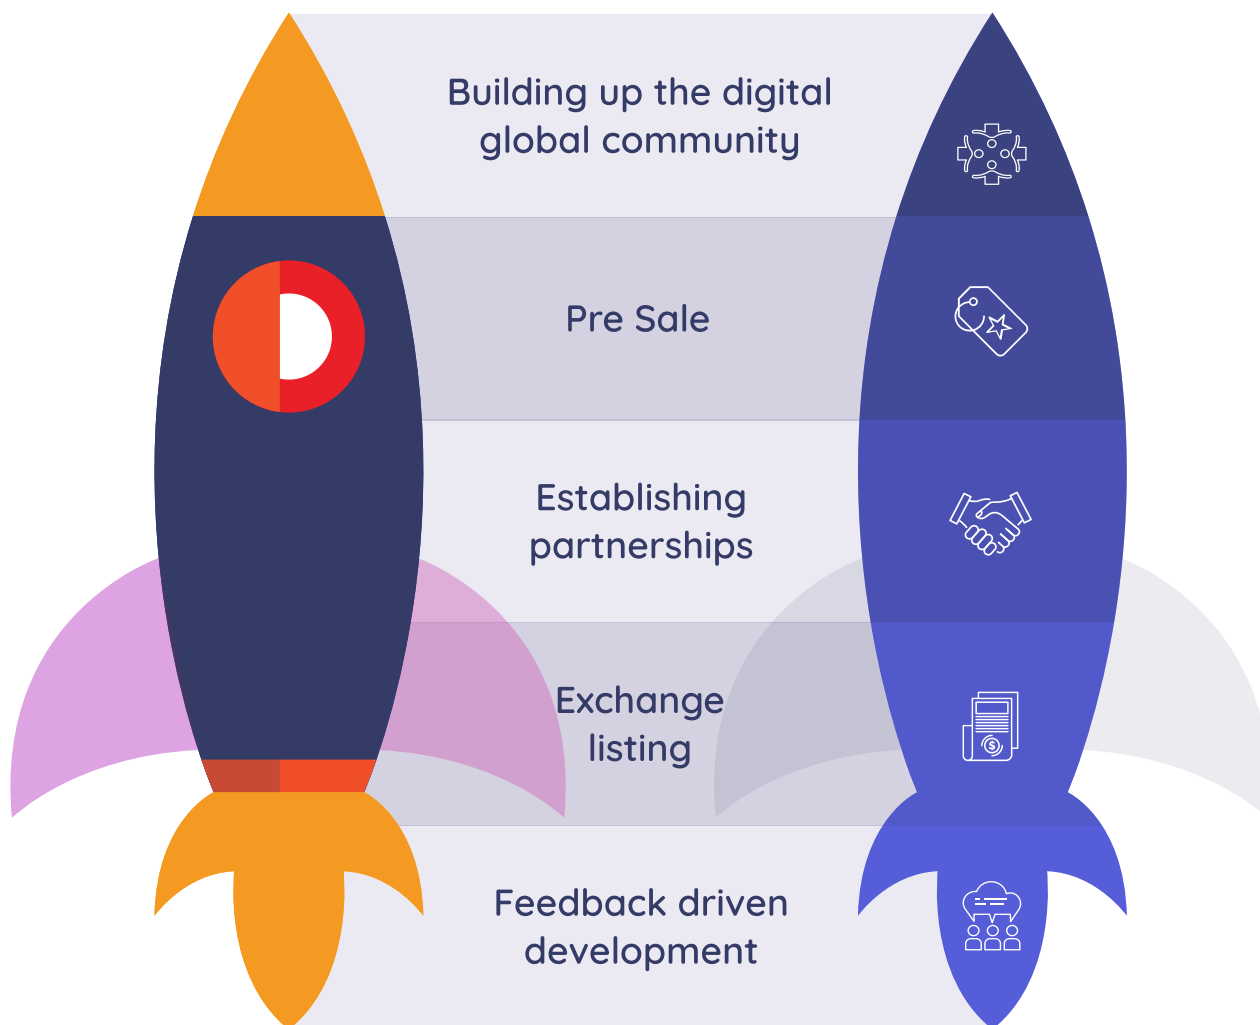 Building up the digital
global community
Pre Sale
Establishing
partnerships
Exchange
listing
$
Feedback driven
development